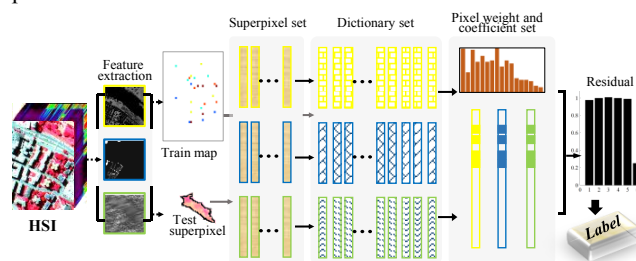 Superpixel set
Dictionary set
Pixel weight and
coefficient set
Feature
extraction
Train map
Residual
1
0.8
0.6
0.4
0.2
0
0 1 2 3 4 5
HSI
Test
superpixel
Label